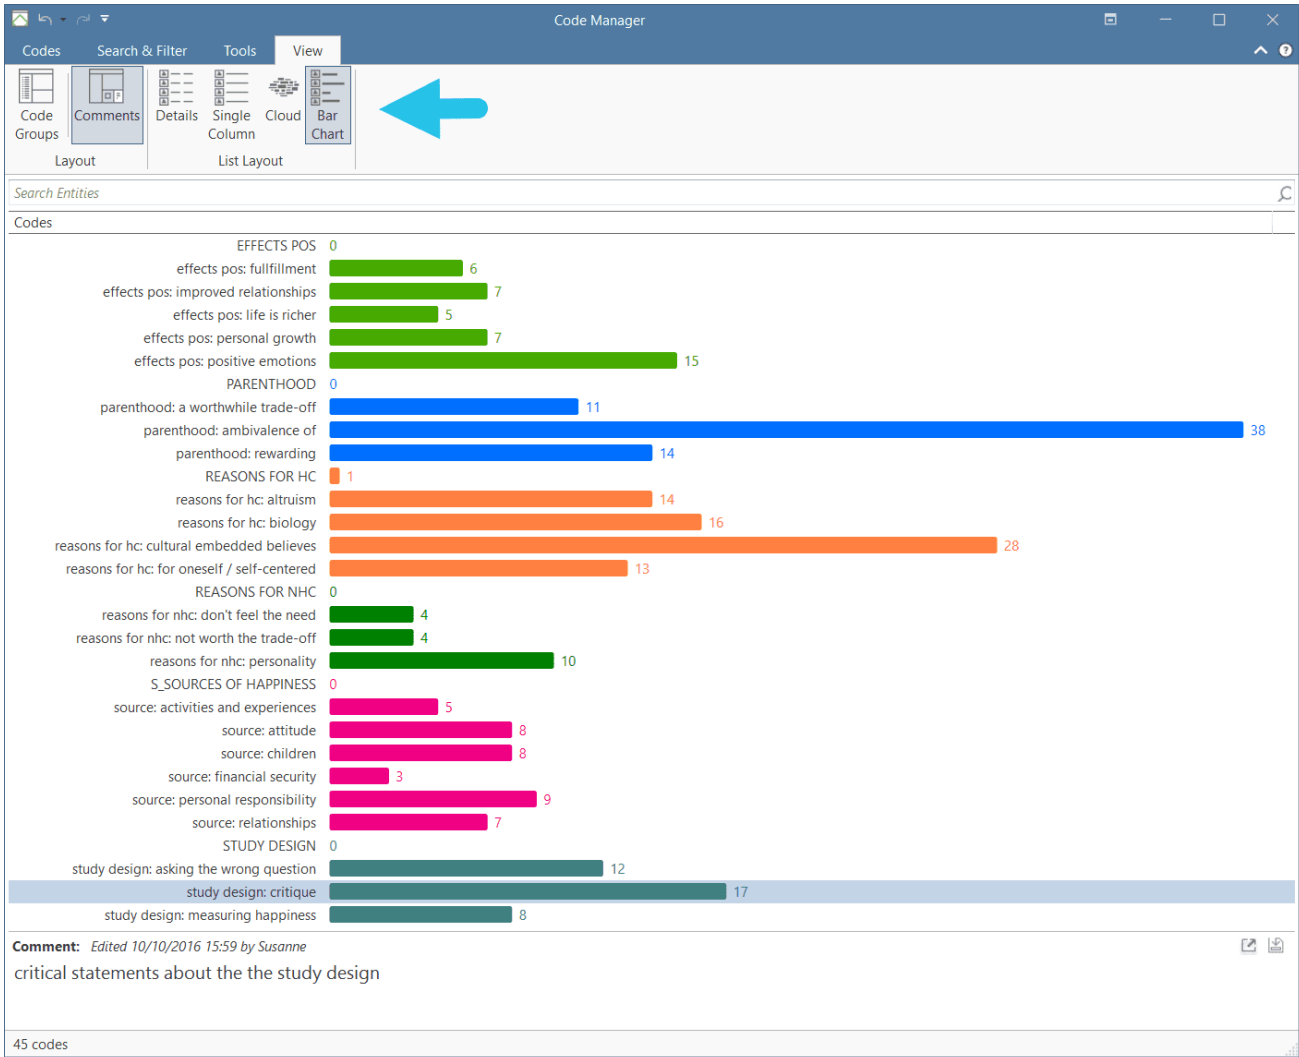 Code Manager
Codes Search & Filter Tools View
Code Groups
Comments
Details
Single Column
Cloud
Bar Chart
Layout
List Layout
Search Entities
Codes
EFFECTS POS 0
effects pos: fullfillment 6
effects pos: improved relationships 7
effects pos: life is richer 5
effects pos: personal growth 7
effects pos: positive emotions 15
PARENTHOOD 0
parenthood: a worthwhile trade-off 11
parenthood: ambivalence of 38
parenthood: rewarding 14
REASONS FOR HC 1
reasons for hc: altruism 14
reasons for hc: biology 16
reasons for hc: cultural embedded believes 28
reasons for hc: for oneself / self-centered 13
REASONS FOR NHC 0
reasons for nhc: don't feel the need 4
reasons for nhc: not worth the trade-off 4
reasons for nhc: personality 10
S_SOURCES OF HAPPINESS 0
source: activities and experiences 5
source: attitude 8
source: children 8
source: financial security 3
source: personal responsibility 9
source: relationships 7
STUDY DESIGN 0
study design: asking the wrong question 12
study design: critique 17
study design: measuring happiness 8
Comment: Edited 10/10/2016 15:59 by Susanne
critical statements about the the study design
45 codes